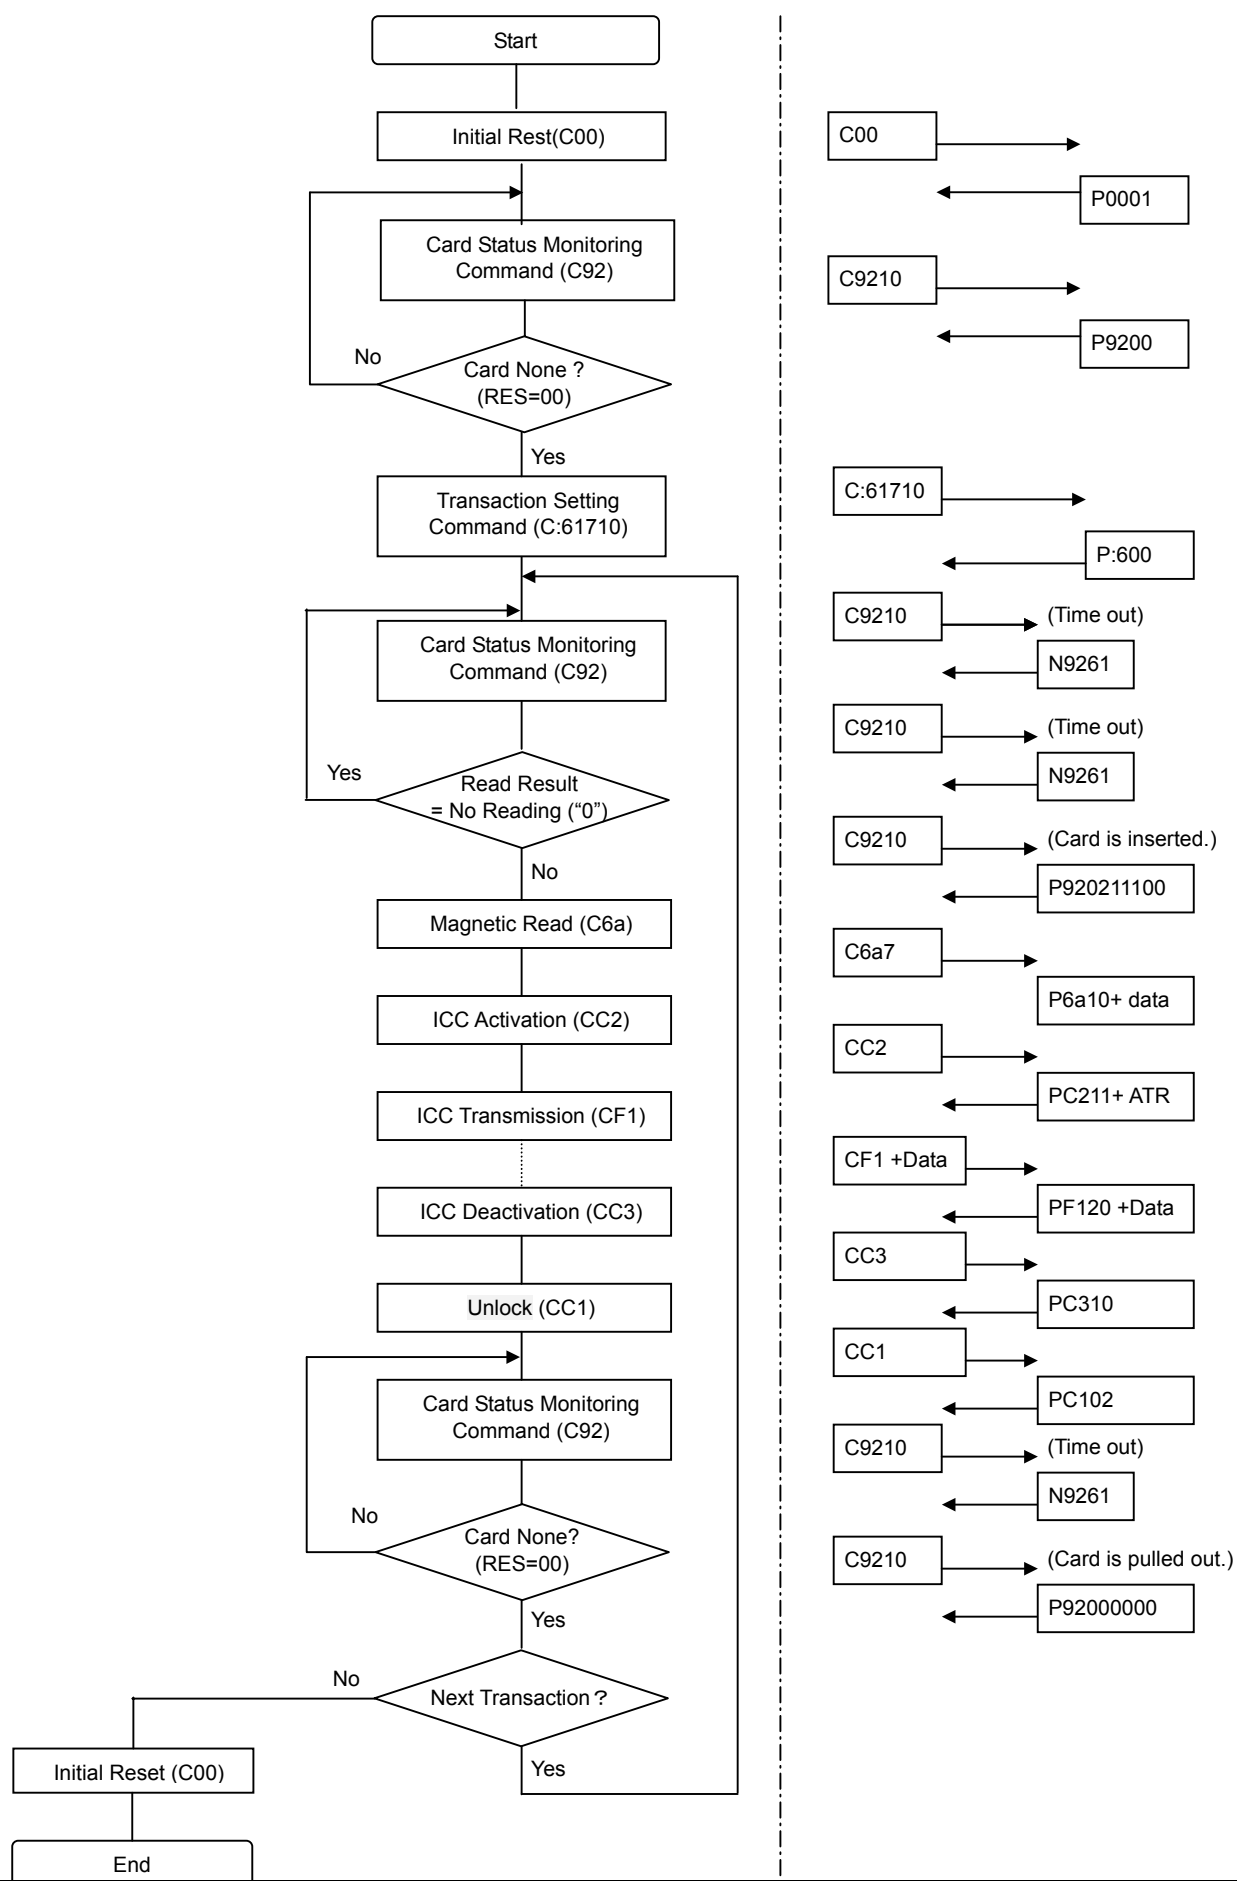 Start
Initial Rest(C00)
Card Status Monitoring
Command (C92)
No
Card None ?
(RES=00)
Yes
Transaction Setting
Command (C:61710)
Card Status Monitoring
Command (C92)
Yes
Read Result
= No Reading (“0”)
No
Magnetic Read (C6a)
ICC Activation (CC2)
ICC Transmission (CF1)
ICC Deactivation (CC3)
Unlock (CC1)
Card Status Monitoring
Command (C92)
No
Card None?
(RES=00)
Yes
No
Next Transaction？
Yes
Initial Reset (C00)
End
C00
P0001
C9210
P9200
C:61710
P:600
C9210
(Time out)
N9261
C9210
(Time out)
N9261
C9210
(Card is inserted.)
P920211100
C6a7
P6a10+ data
CC2
PC211+ ATR
CF1 +Data
PF120 +Data
CC3
PC310
CC1
PC102
C9210
(Time out)
N9261
C9210
(Card is pulled out.)
P92000000